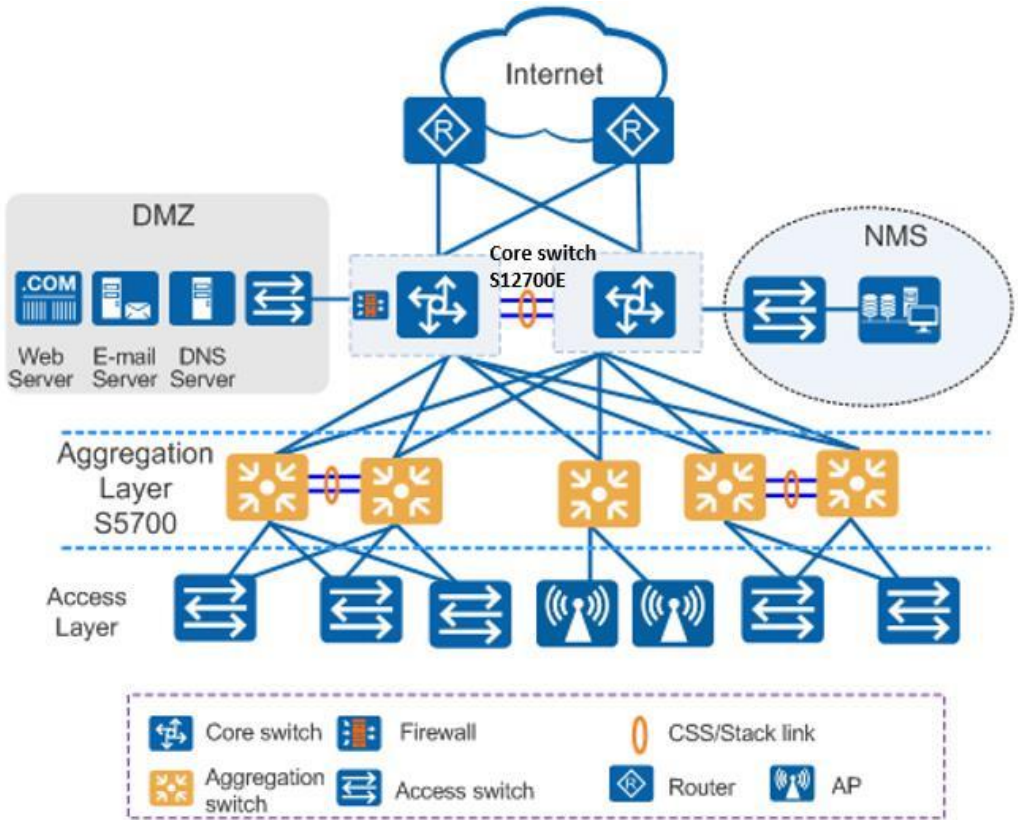 Internet
R
R
DMZ
.COM
Web
Server
E-mail
Server
DNS
Server
Core switch
S12700E
NMS
Aggregation
Layer
S5700
Access
Layer
Core switch
Firewall
CSS/Stack link
Aggregation
switch
Access switch
R
Router
AP